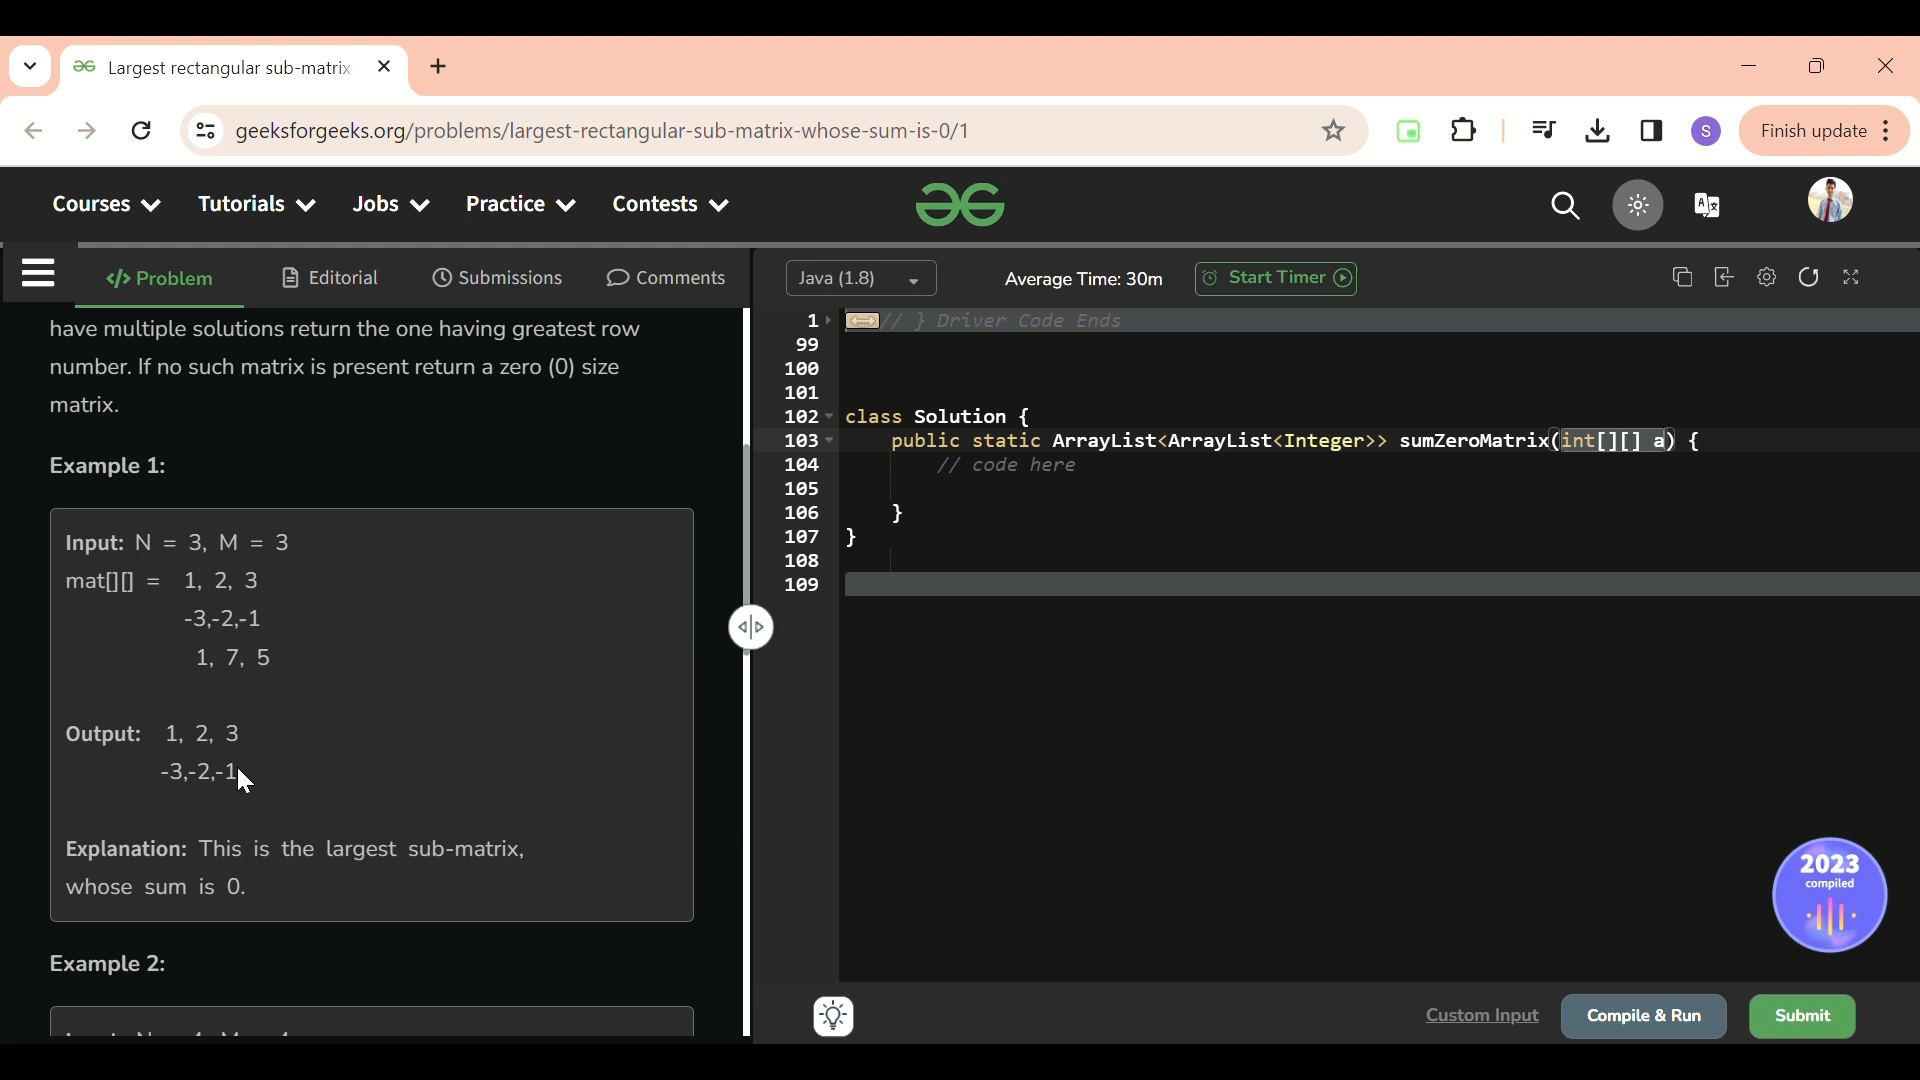 Largest rectangular sub-matrix
geeksforgeeks.org/problems/largest-rectangular-sub-matrix-whose-sum-is-0/1
S
Finish update
Courses
Tutorials
Jobs
Practice
Contests
</> Problem
Editorial
Submissions
Comments
Java (1.8)
Average Time: 30m
Start Timer
have multiple solutions return the one having greatest row
number. If no such matrix is present return a zero (0) size
matrix.
Example 1:
Input: N = 3, M = 3
mat[][] = 1, 2, 3
-3,-2,-1
1, 7, 5
Output: 1, 2, 3
-3,-2,-1
Explanation: This is the largest sub-matrix,
whose sum is 0.
Example 2:
1 // } Driver Code Ends
99
100
101
102 class Solution {
103 public static ArrayList<ArrayList<Integer>> sumZeroMatrix(int[][] a) {
104 // code here
105
106 }
107 }
108
109
2023
compiled
Custom Input
Compile & Run
Submit